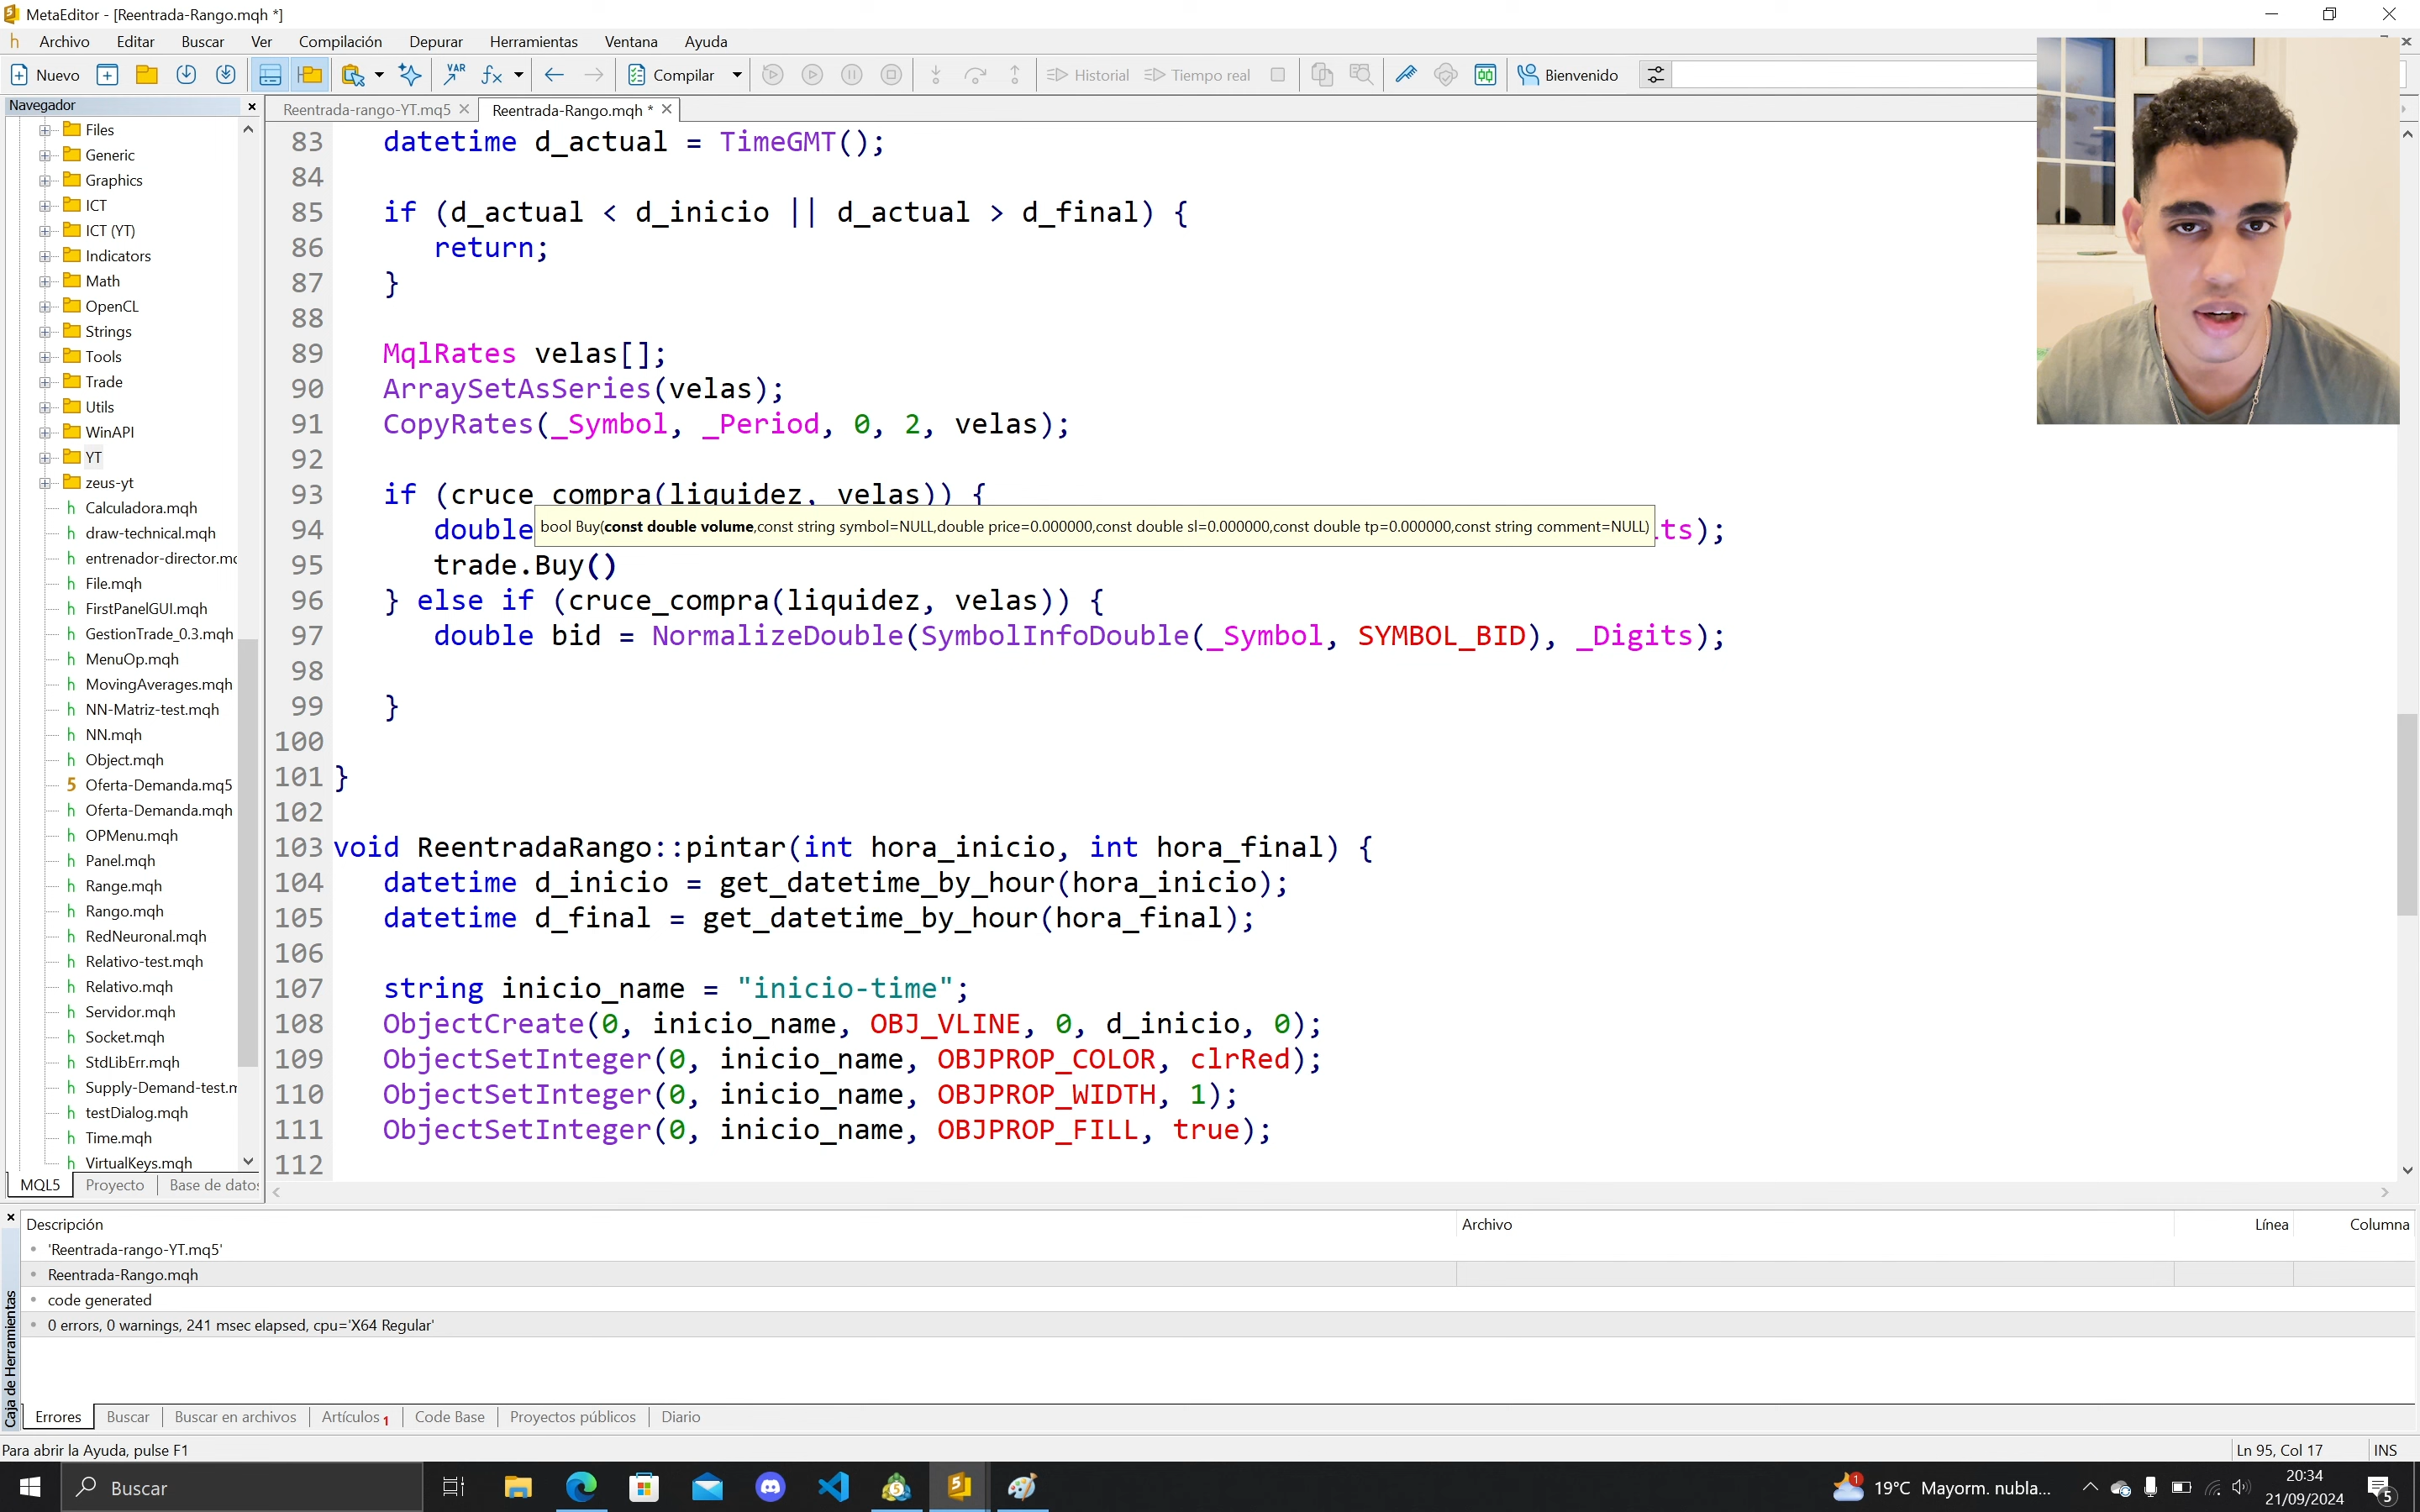 MetaEditor - [Reentrada-Rango.mqh *]
Archivo Editar Buscar Ver Compilación Depurar Herramientas Ventana Ayuda
Nuevo VAR fx Compilar Historial Tiempo real Bienvenido
Navegador
Reentrada-rango-YT.mq5 Reentrada-Rango.mqh *
Files
Generic
Graphics
ICT
ICT (YT)
Indicators
Math
OpenCL
Strings
Tools
Trade
Utils
WinAPI
YT
zeus-yt
Calculadora.mqh
draw-technical.mqh
entrenador-director.mq
File.mqh
FirstPanelGUI.mqh
GestionTrade_0.3.mqh
MenuOp.mqh
MovingAverages.mqh
NN-Matriz-test.mqh
NN.mqh
Object.mqh
Oferta-Demanda.mq5
Oferta-Demanda.mqh
OPMenu.mqh
Panel.mqh
Range.mqh
Rango.mqh
RedNeuronal.mqh
Relativo-test.mqh
Relativo.mqh
Servidor.mqh
Socket.mqh
StdLibErr.mqh
Supply-Demand-test.m
testDialog.mqh
Time.mqh
VirtualKeys.mqh
MQL5 Proyecto Base de datos
83 datetime d_actual = TimeGMT();
84
85 if (d_actual < d_inicio || d_actual > d_final) {
86 return;
87 }
88
89 MqlRates velas[];
90 ArraySetAsSeries(velas);
91 CopyRates(_Symbol, _Period, 0, 2, velas);
92
93 if (cruce_compra(liquidez, velas)) {
94 double bool Buy(const double volume,const string symbol=NULL,double price=0.000000,const double sl=0.000000,const double tp=0.000000,const string comment=NULL) ts);
95 trade.Buy()
96 } else if (cruce_compra(liquidez, velas)) {
97 double bid = NormalizeDouble(SymbolInfoDouble(_Symbol, SYMBOL_BID), _Digits);
98
99 }
100
101 }
102
103 void ReentradaRango::pintar(int hora_inicio, int hora_final) {
104 datetime d_inicio = get_datetime_by_hour(hora_inicio);
105 datetime d_final = get_datetime_by_hour(hora_final);
106
107 string inicio_name = "inicio-time";
108 ObjectCreate(0, inicio_name, OBJ_VLINE, 0, d_inicio, 0);
109 ObjectSetInteger(0, inicio_name, OBJPROP_COLOR, clrRed);
110 ObjectSetInteger(0, inicio_name, OBJPROP_WIDTH, 1);
111 ObjectSetInteger(0, inicio_name, OBJPROP_FILL, true);
112
Caja de Herramientas
Descripción Archivo Línea Columna
'Reentrada-rango-YT.mq5'
Reentrada-Rango.mqh
code generated
0 errors, 0 warnings, 241 msec elapsed, cpu='X64 Regular'
Errores Buscar Buscar en archivos Artículos 1 Code Base Proyectos públicos Diario
Para abrir la Ayuda, pulse F1 Ln 95, Col 17 INS
Buscar 1 19°C Mayorm. nubla... 20:34
21/09/2024 5